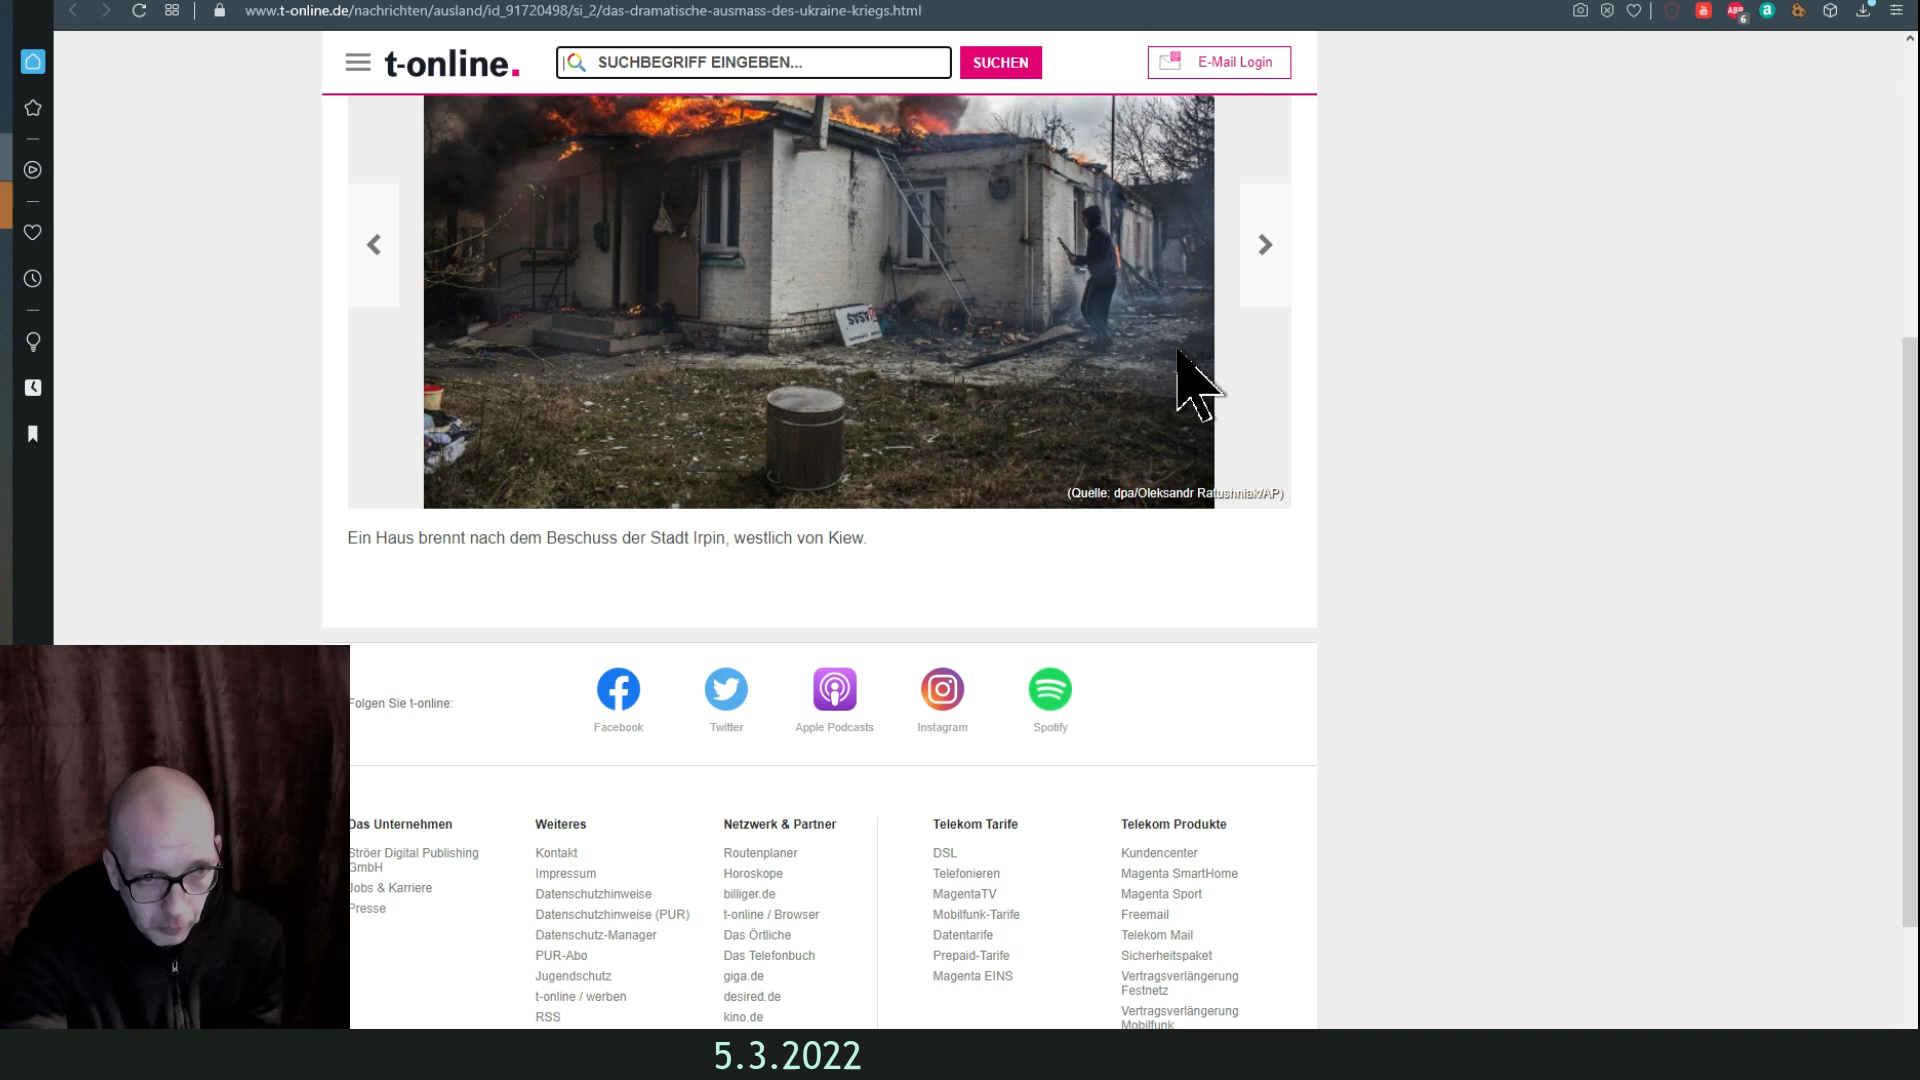 www.t-online.de/nachrichten/ausland/id_91720498/si_2/das-dramatische-ausmass-des-ukraine-kriegs.html
ABP
6
a
t-online.
SUCHBEGRIFF EINGEBEN...
SUCHEN
E-Mail Login
(Quelle: dpa/Oleksandr Ratushniak/AP)
Ein Haus brennt nach dem Beschuss der Stadt Irpin, westlich von Kiew.
Folgen Sie t-online:
Facebook
Twitter
Apple Podcasts
Instagram
Spotify
Das Unternehmen
Ströer Digital Publishing
GmbH
Jobs & Karriere
Presse
Weiteres
Kontakt
Impressum
Datenschutzhinweise
Datenschutzhinweise (PUR)
Datenschutz-Manager
PUR-Abo
Jugendschutz
t-online / werben
RSS
Netzwerk & Partner
Routenplaner
Horoskope
billiger.de
t-online / Browser
Das Örtliche
Das Telefonbuch
giga.de
desired.de
kino.de
Telekom Tarife
DSL
Telefonieren
MagentaTV
Mobilfunk-Tarife
Datentarife
Prepaid-Tarife
Magenta EINS
Telekom Produkte
Kundencenter
Magenta SmartHome
Magenta Sport
Freemail
Telekom Mail
Sicherheitspaket
Vertragsverlängerung
Festnetz
Vertragsverlängerung
Mobilfunk
5.3.2022